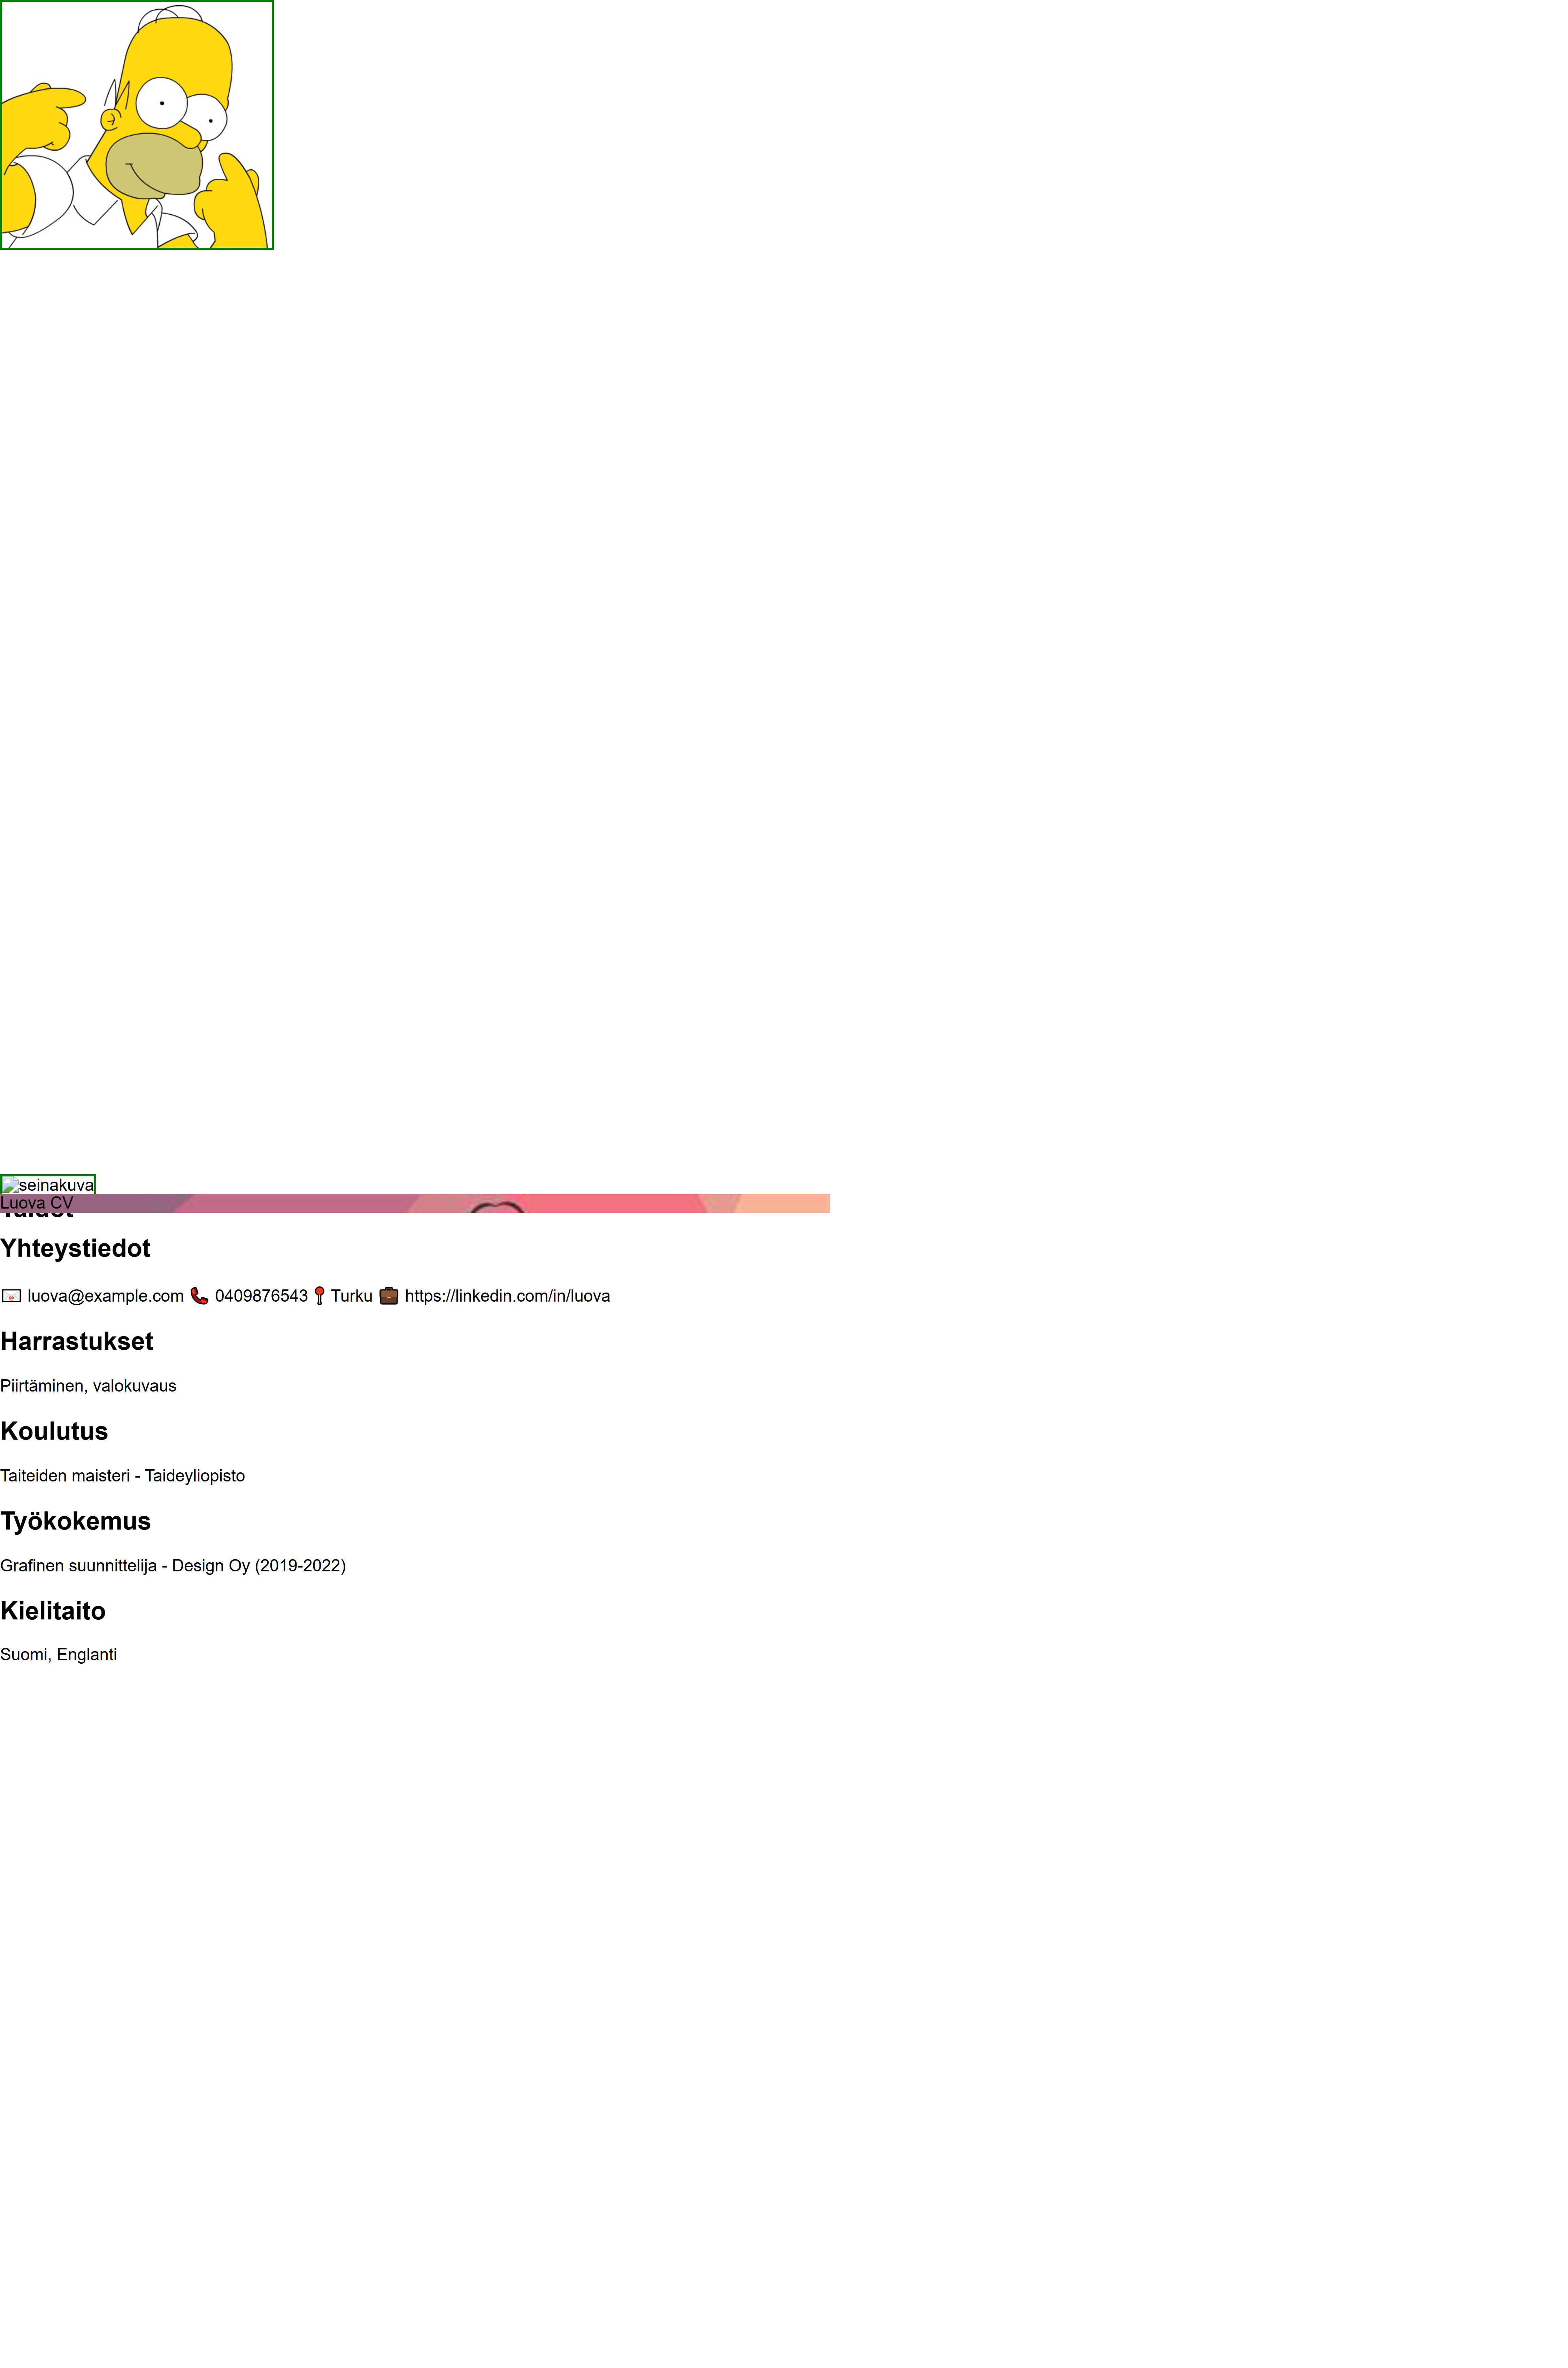 seinakuva
Luova CV
Taidot
Yhteystiedot
luova@example.com 0409876543 Turku https://linkedin.com/in/luova
Harrastukset
Piirtäminen, valokuvaus
Koulutus
Taiteiden maisteri - Taideyliopisto
Työkokemus
Grafinen suunnittelija - Design Oy (2019-2022)
Kielitaito
Suomi, Englanti